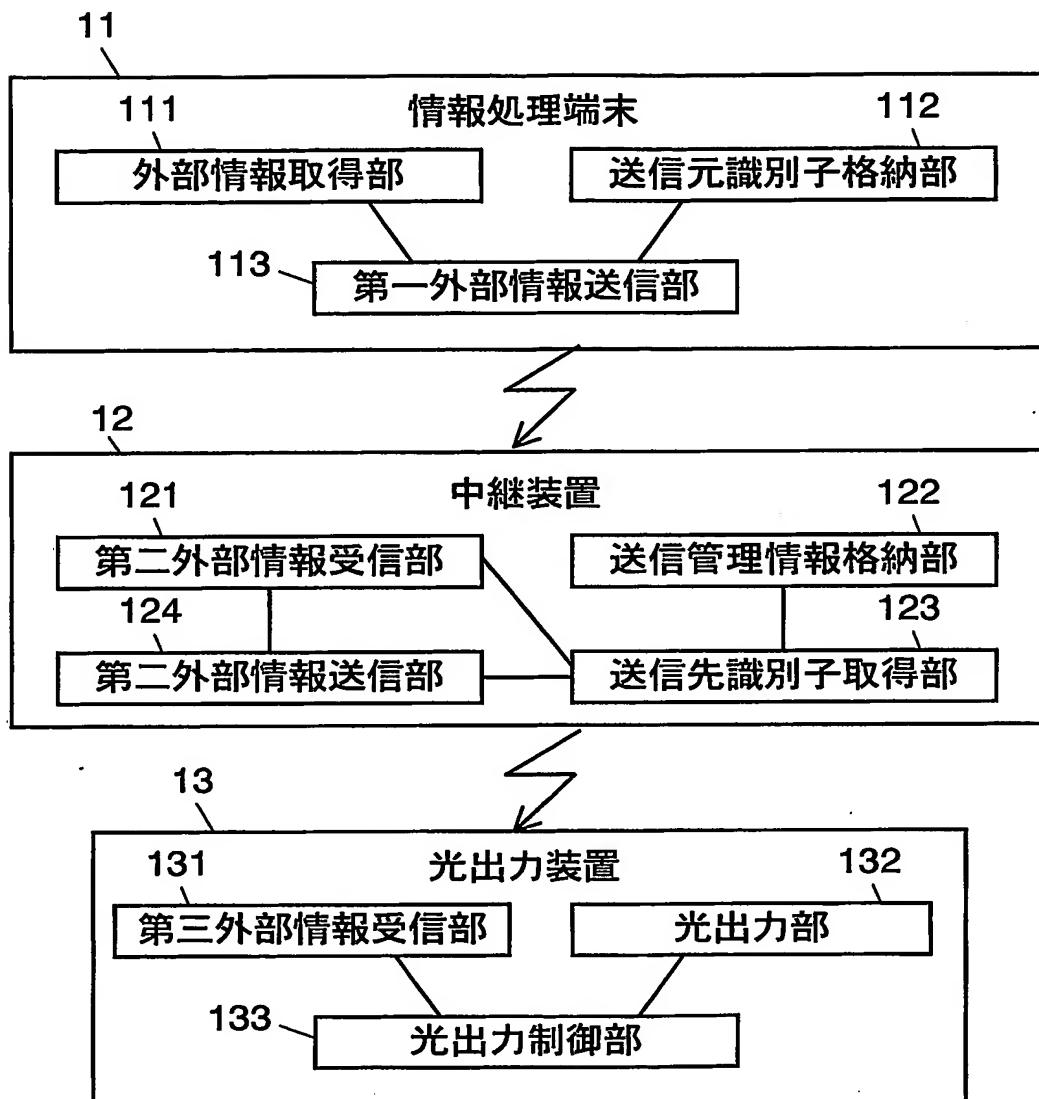 11
情報処理端末
111
112
外部情報取得部
送信元識別子格納部
113
第一外部情報送信部
12
中継装置
121
122
第二外部情報受信部
送信管理情報格納部
124
123
第二外部情報送信部
送信先識別子取得部
13
光出力装置
131
132
第三外部情報受信部
光出力部
133
光出力制御部